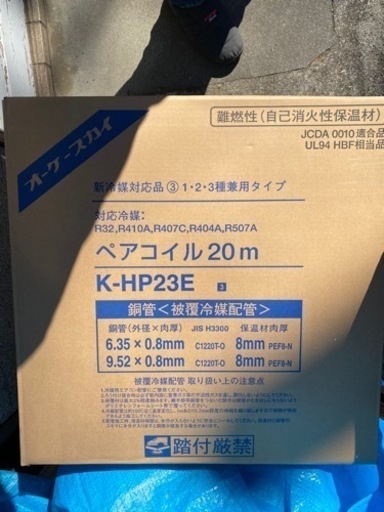 難燃性（自己消火性保温材）
JCDA 0010 適合品
UL94 HBF相当品
オーケースカイ
新冷媒対応品 ③ 1・2・3種兼用タイプ
対応冷媒：
R32,R410A,R407C,R404A,R507A
ペアコイル 20m
K-HP23E 3
銅管＜被覆冷媒配管＞
銅管（外径×肉厚） JIS H3300 保温材肉厚
6.35×0.8mm C1220T-O 8mm PEF8-N
9.52×0.8mm C1220T-O 8mm PEF8-N
被覆冷媒配管 取り扱い上の注意点
踏付厳禁